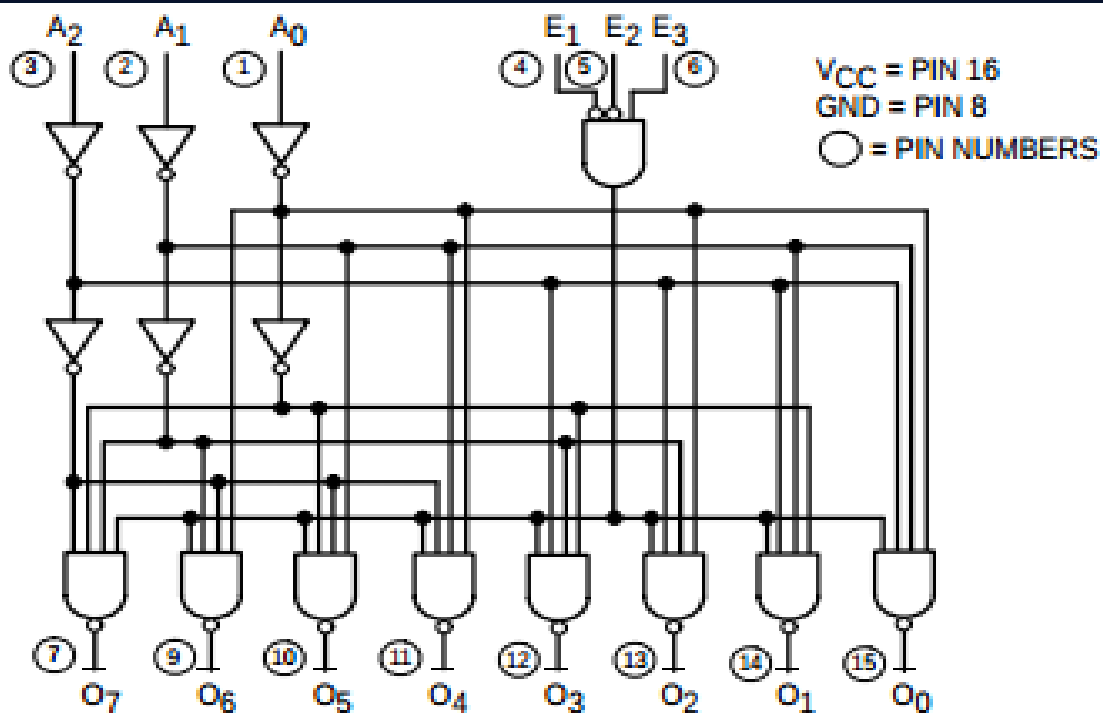 A2 A1 A0 E1 E2 E3
3 2 1 4 5 6
VCC = PIN 16
GND = PIN 8
= PIN NUMBERS
7 9 10 11 12 13 14 15
O7 O6 O5 O4 O3 O2 O1 O0